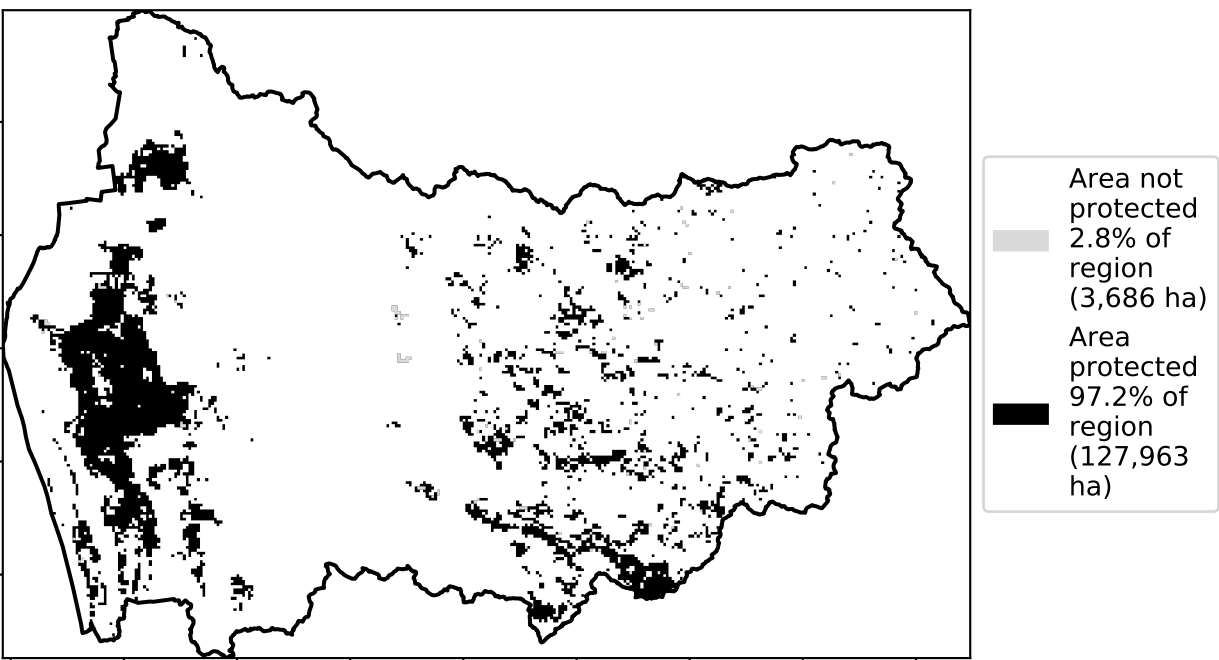 Area not
protected
2.8% of
region
(3,686 ha)
Area
protected
97.2% of
region
(127,963
ha)